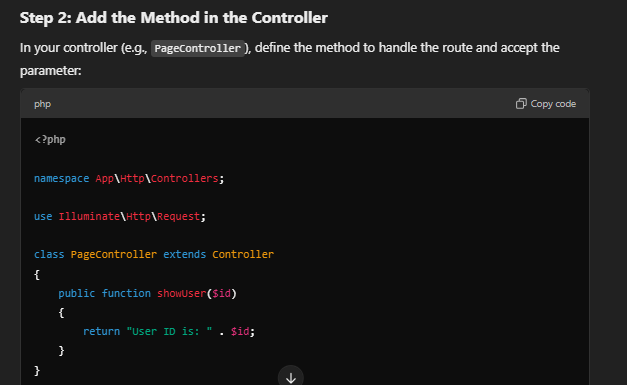 Step 2: Add the Method in the Controller
In your controller (e.g., PageController ), define the method to handle the route and accept the
parameter:
php
Copy code
<?php
namespace App\Http\Controllers;
use Illuminate\Http\Request;
class PageController extends Controller
{
    public function showUser($id)
    {
        return "User ID is: " . $id;
    }
}